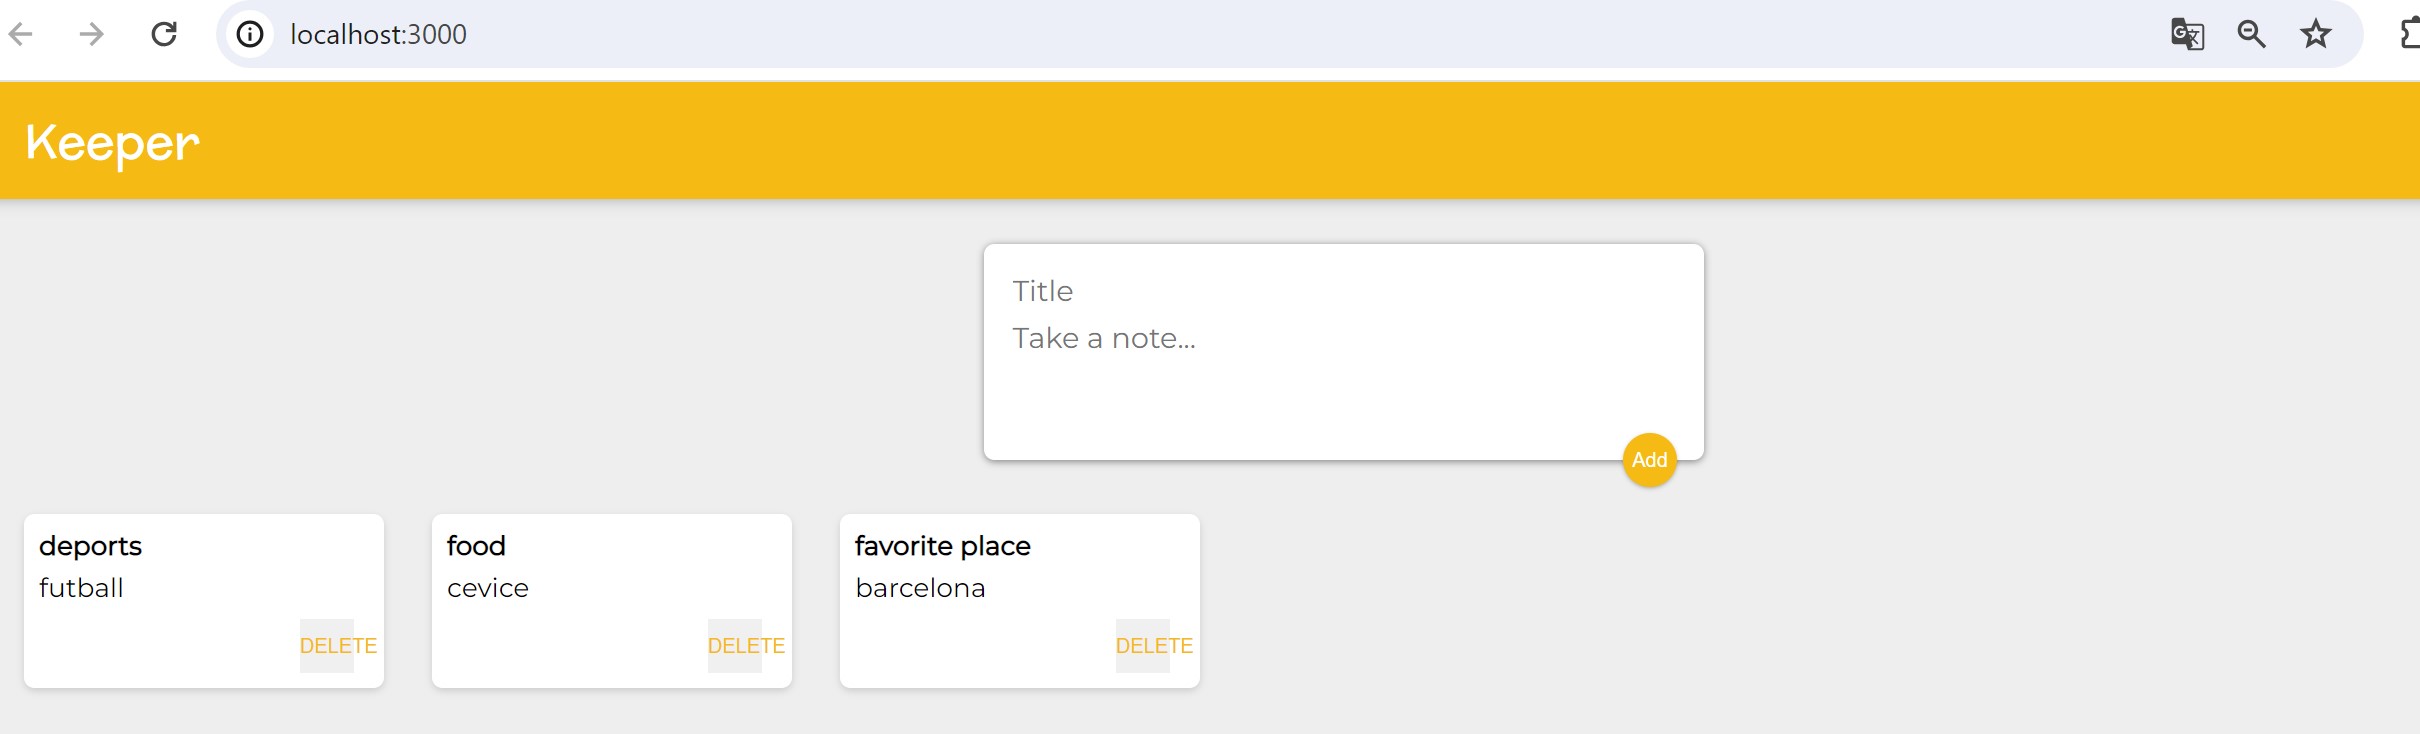 localhost:3000
Keeper
Title
Take a note...
Add
deports
futball
DELETE
food
cevice
DELETE
favorite place
barcelona
DELETE